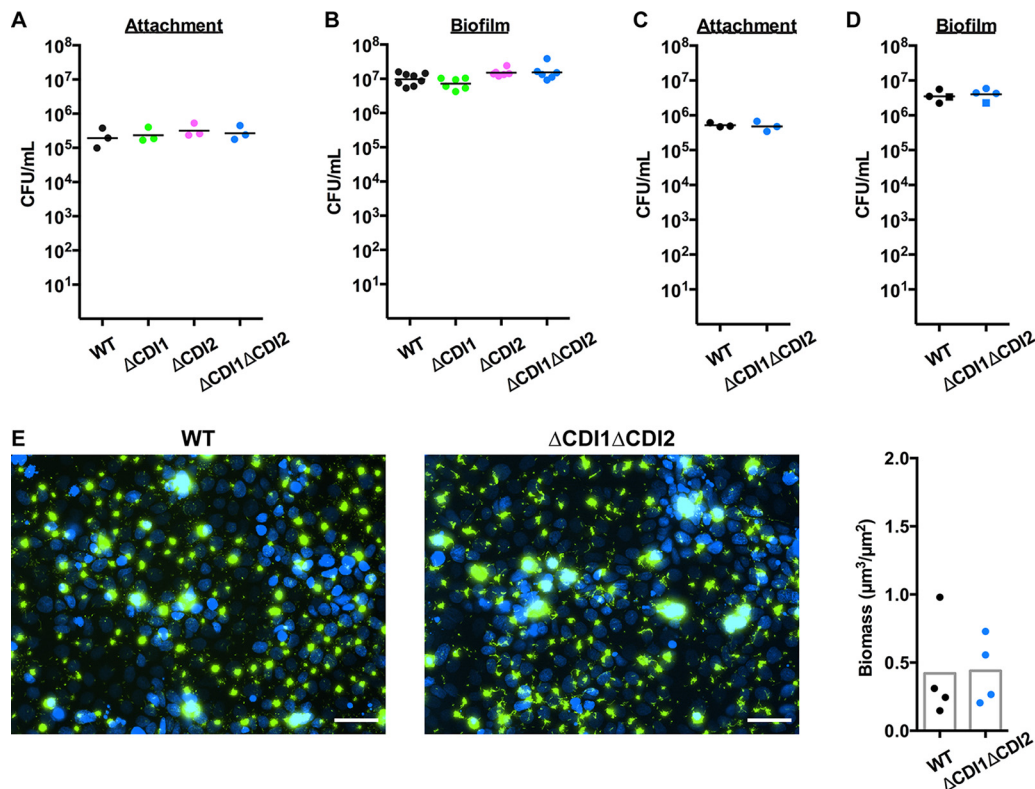 A
Attachment
CFU/mL
10⁸
10⁷
10⁶
10⁵
10⁴
10³
10²
10¹
WT
ΔCDI1
ΔCDI2
ΔCDI1ΔCDI2
B
Biofilm
CFU/mL
10⁸
10⁷
10⁶
10⁵
10⁴
10³
10²
10¹
WT
ΔCDI1
ΔCDI2
ΔCDI1ΔCDI2
C
Attachment
CFU/mL
10⁸
10⁷
10⁶
10⁵
10⁴
10³
10²
10¹
WT
ΔCDI1ΔCDI2
D
Biofilm
CFU/mL
10⁸
10⁷
10⁶
10⁵
10⁴
10³
10²
10¹
WT
ΔCDI1ΔCDI2
E
WT
ΔCDI1ΔCDI2
Biomass (µm³/µm²)
2.0
1.5
1.0
0.5
0.0
WT
ΔCDI1ΔCDI2